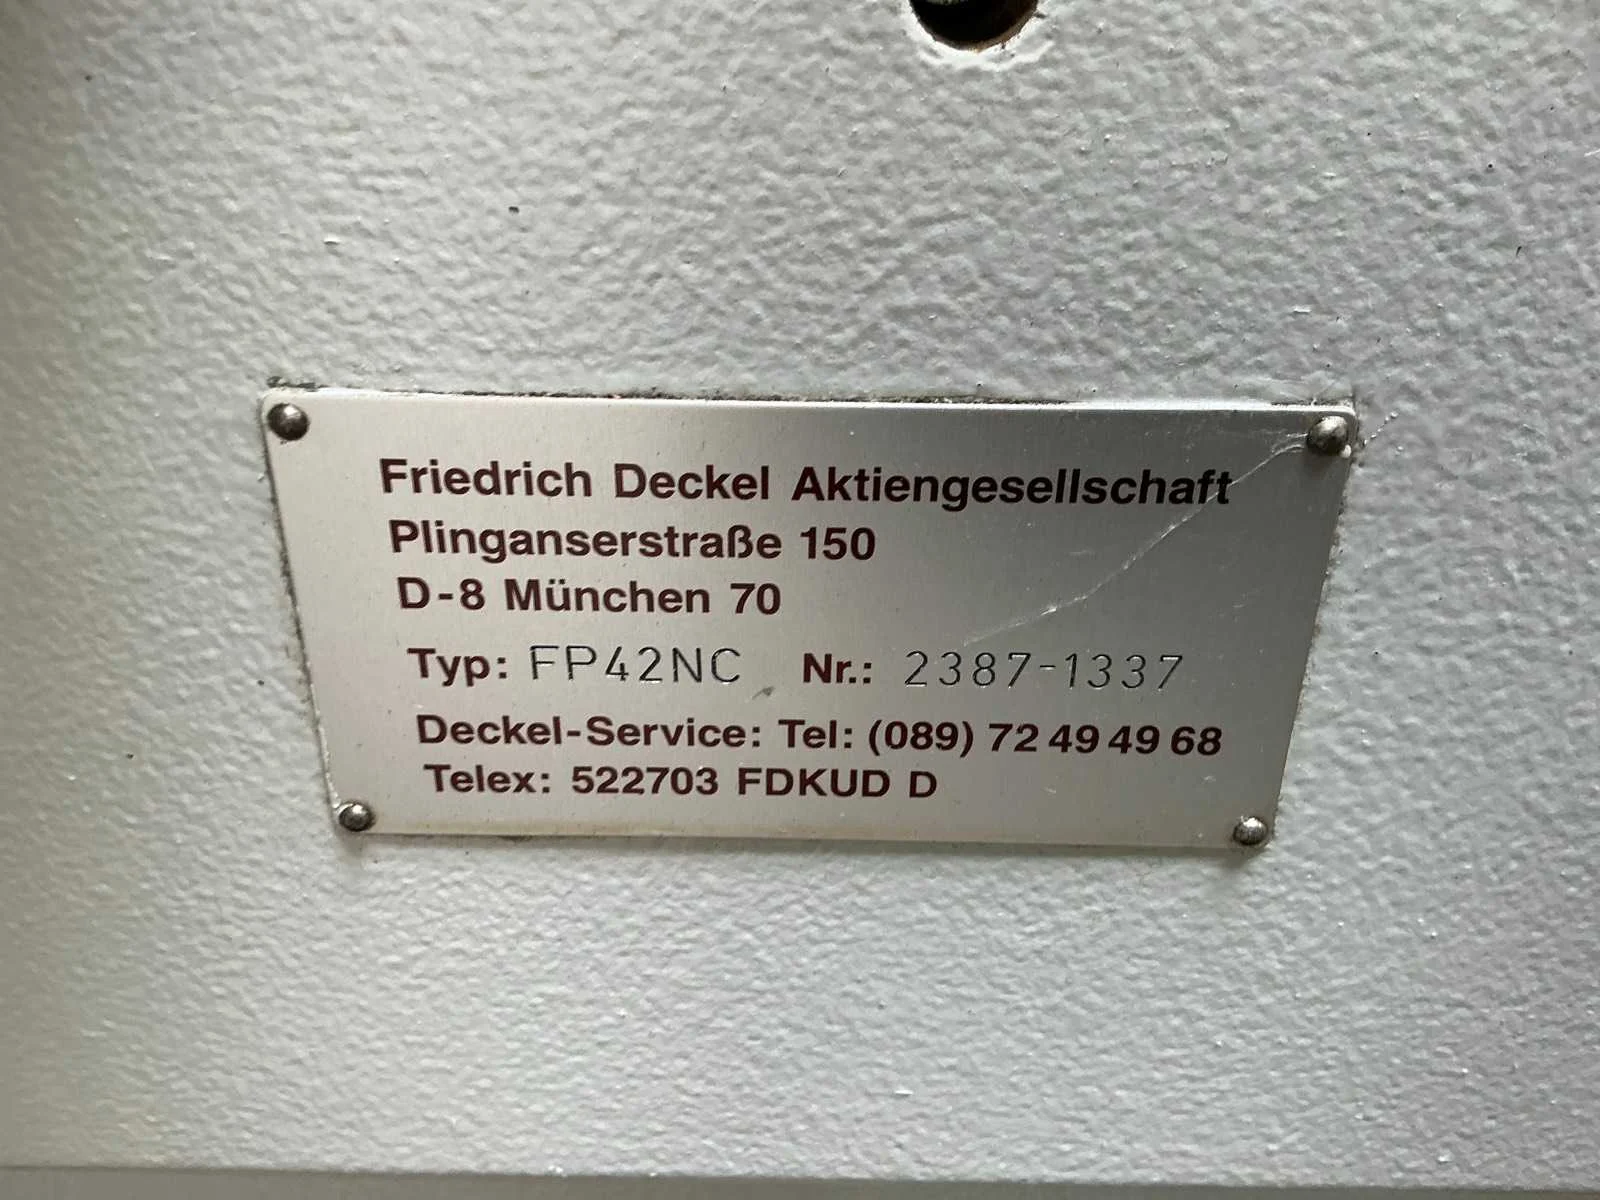 Friedrich Deckel Aktiengesellschaft
Plinganserstraße 150
D-8 München 70
Typ: FP42NC Nr.: 2387-1337
Deckel-Service: Tel: (089) 72 49 49 68
Telex: 522703 FDKUD D